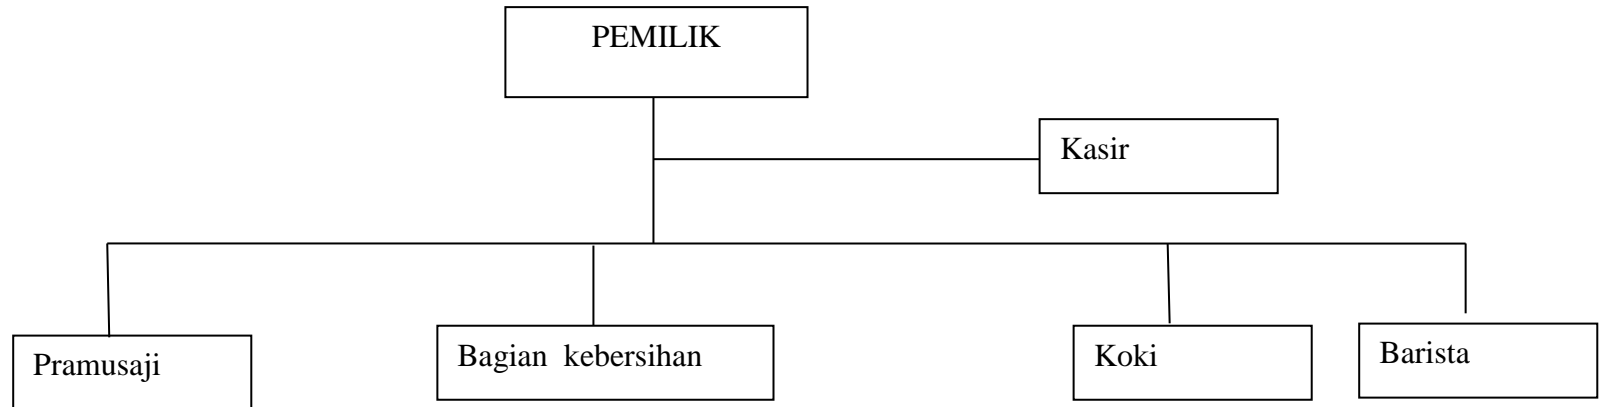 PEMILIK
Kasir
Pramusaji
Bagian kebersihan
Koki
Barista